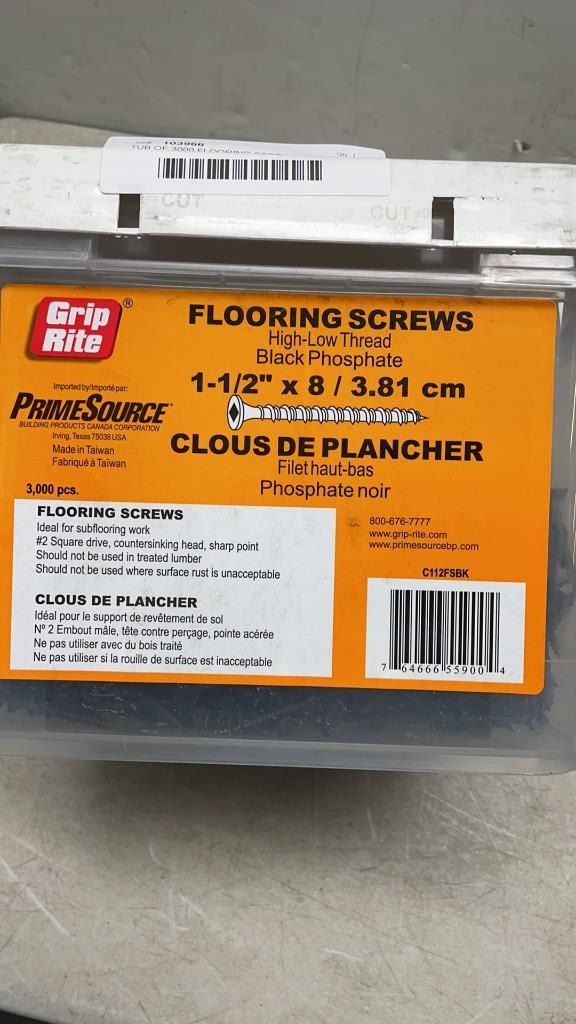 103966
TUB OF 3000 FLOORING
CUT
CUT
Grip
Rite
®
FLOORING SCREWS
High-Low Thread
Black Phosphate
1-1/2" x 8 / 3.81 cm
Imported by/Importé par:
PRIMESOURCE
BUILDING PRODUCTS CANADA CORPORATION
Irving, Texas 75038 USA
Made in Taiwan
Fabriqué à Taïwan
CLOUS DE PLANCHER
Filet haut-bas
Phosphate noir
3,000 pcs.
FLOORING SCREWS
Ideal for subflooring work
#2 Square drive, countersinking head, sharp point
Should not be used in treated lumber
Should not be used where surface rust is unacceptable
CLOUS DE PLANCHER
Idéal pour le support de revêtement de sol
Nº 2 Embout mâle, tête contre perçage, pointe acérée
Ne pas utiliser avec du bois traité
Ne pas utiliser si la rouille de surface est inacceptable
800-676-7777
www.grip-rite.com
www.primesourcebp.com
C112FSBK
7 64666 55900 4